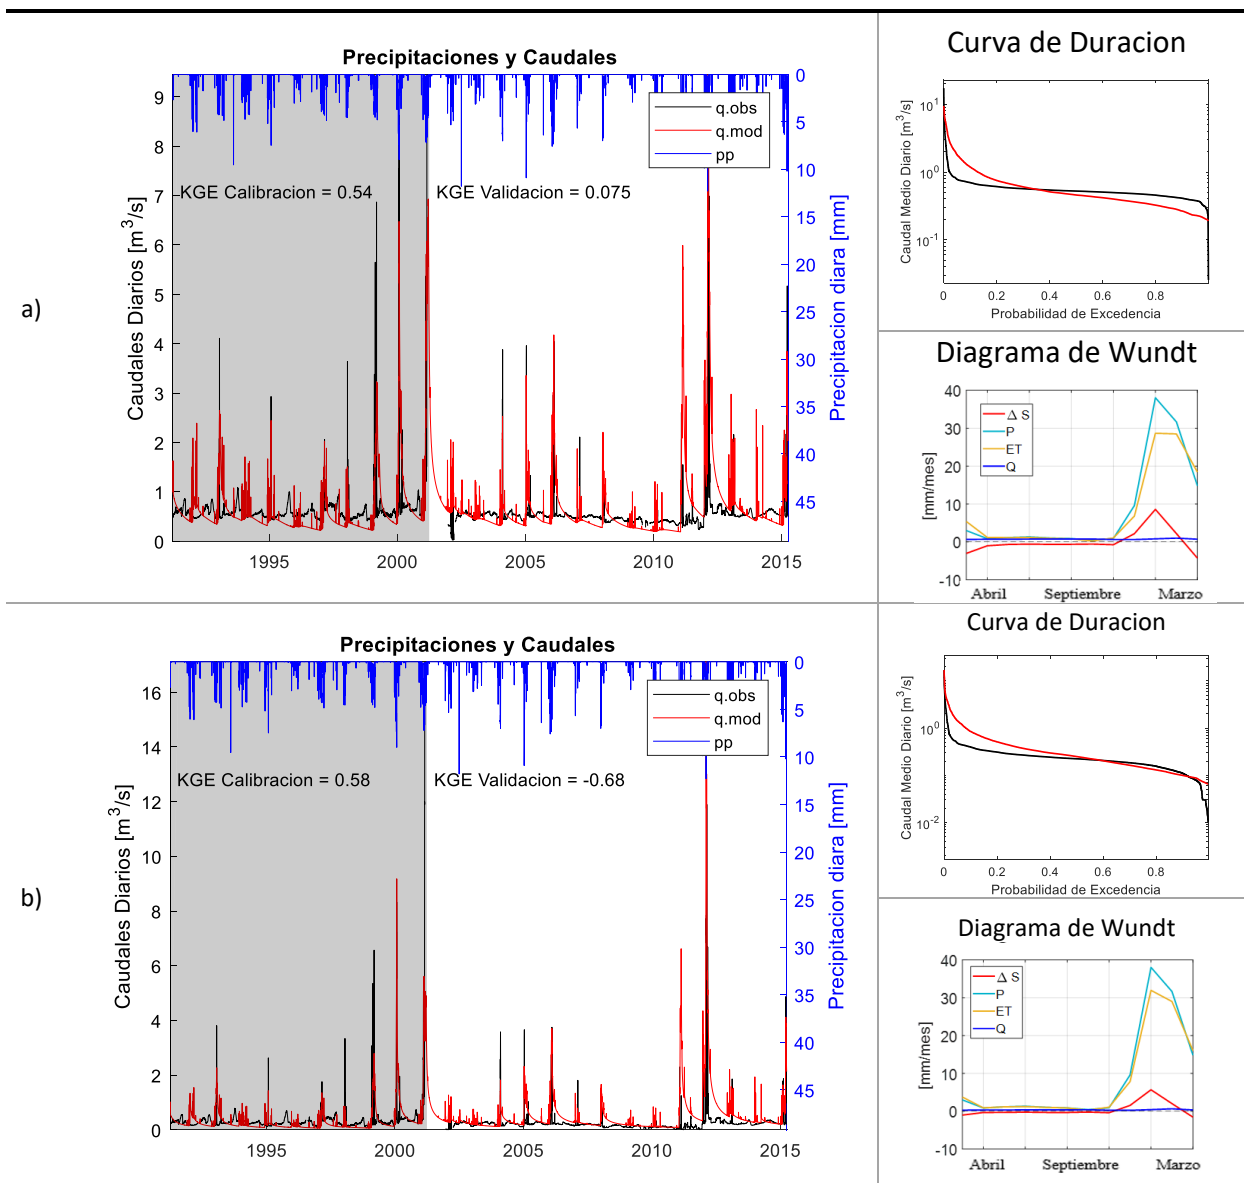 a)
Precipitaciones y Caudales
q.obs
q.mod
pp
KGE Calibracion = 0.54
KGE Validacion = 0.075
Caudales Diarios [m³/s]
9
8
7
6
5
4
3
2
1
0
1995
2000
2005
2010
2015
Precipitacion diara [mm]
0
5
10
15
20
25
30
35
40
45
Curva de Duracion
Caudal Medio Diario [m³/s]
10¹
10⁰
10⁻¹
0
0.2
0.4
0.6
0.8
Probabilidad de Excedencia
Diagrama de Wundt
[mm/mes]
40
30
20
10
0
-10
Δ S
P
ET
Q
Abril
Septiembre
Marzo
b)
Precipitaciones y Caudales
q.obs
q.mod
pp
KGE Calibracion = 0.58
KGE Validacion = -0.68
Caudales Diarios [m³/s]
16
14
12
10
8
6
4
2
0
1995
2000
2005
2010
2015
Precipitacion diara [mm]
0
5
10
15
20
25
30
35
40
45
Curva de Duracion
Caudal Medio Diario [m³/s]
10⁰
10⁻²
0
0.2
0.4
0.6
0.8
Probabilidad de Excedencia
Diagrama de Wundt
[mm/mes]
40
30
20
10
0
-10
Δ S
P
ET
Q
Abril
Septiembre
Marzo